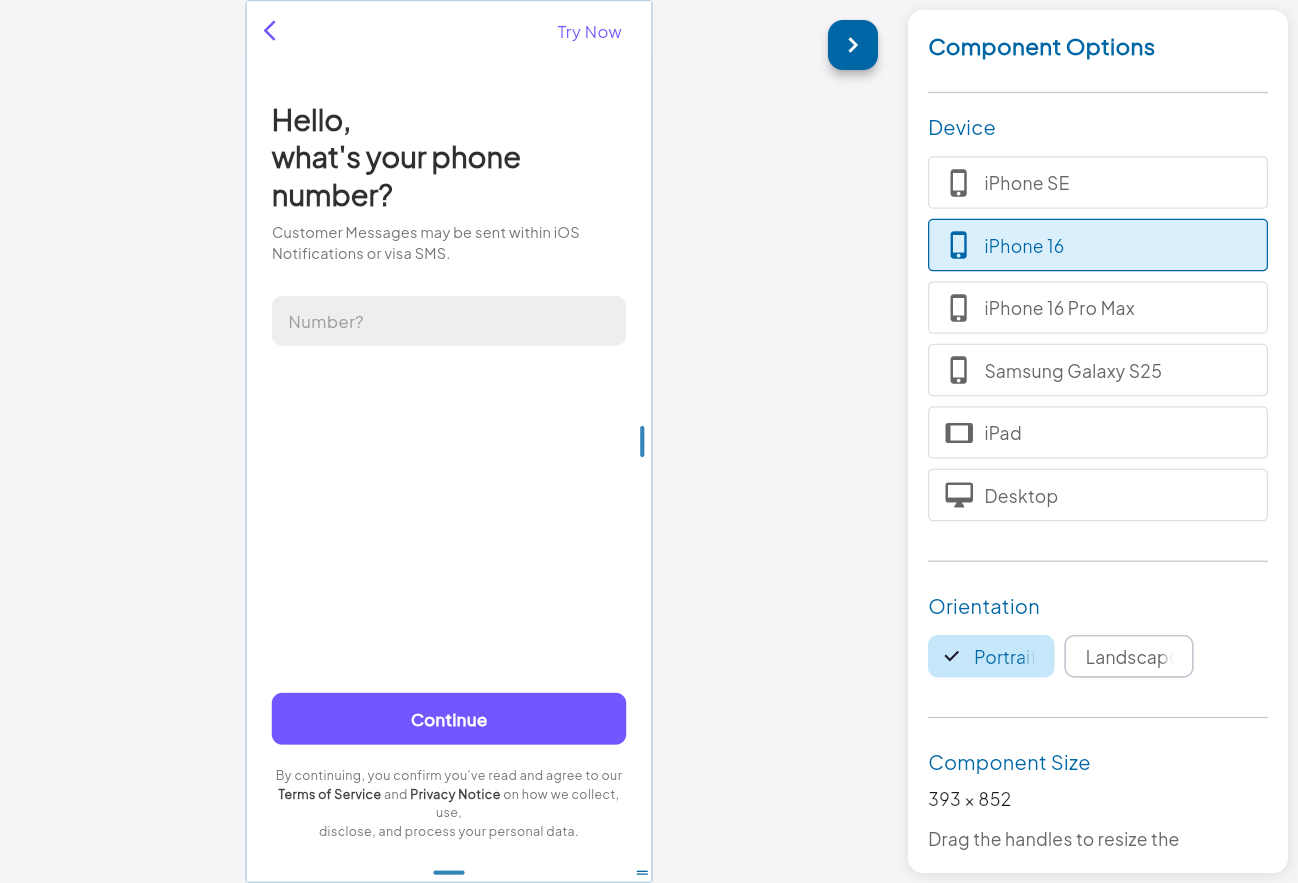 Try Now
Hello,
what's your phone
number?
Customer Messages may be sent within iOS
Notifications or visa SMS.
Number?
Continue
By continuing, you confirm you've read and agree to our
Terms of Service and Privacy Notice on how we collect,
use,
disclose, and process your personal data.
Component Options
Device
iPhone SE
iPhone 16
iPhone 16 Pro Max
Samsung Galaxy S25
iPad
Desktop
Orientation
Portrait
Landscape
Component Size
393 × 852
Drag the handles to resize the